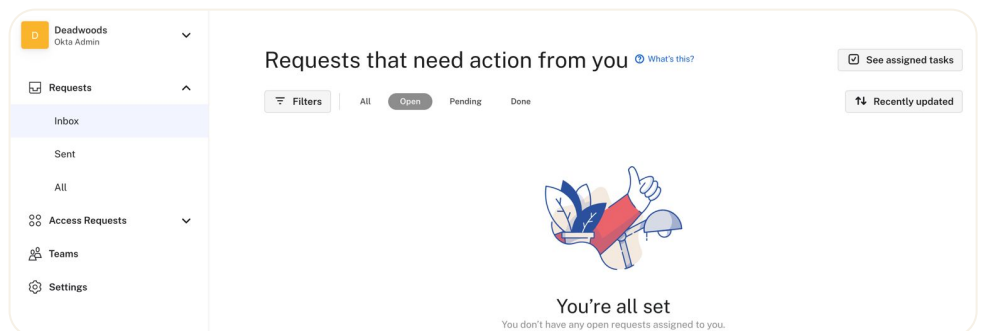 D
Deadwoods
Okta Admin
Requests
Inbox
Sent
All
Access Requests
Teams
Settings
Requests that need action from you
What's this?
See assigned tasks
Filters
All
Open
Pending
Done
Recently updated
You're all set
You don't have any open requests assigned to you.